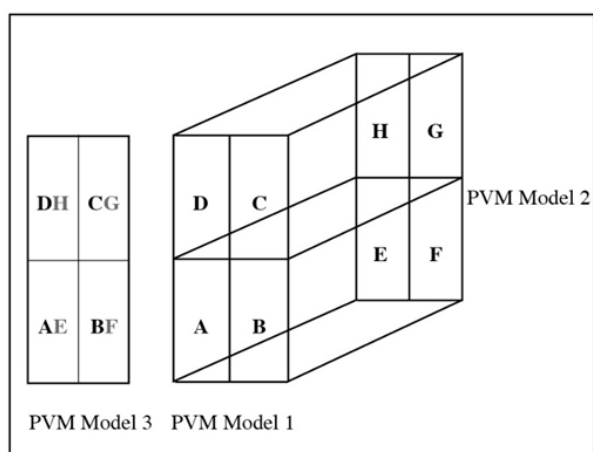 H G
DH CG D C
PVM Model 2
E F
AE BF A B
PVM Model 3 PVM Model 1